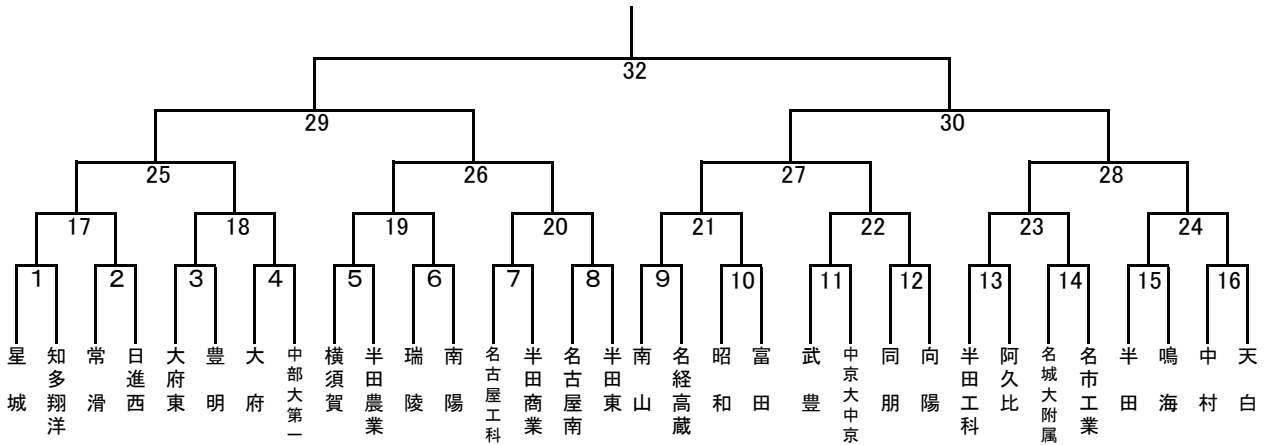 32
29
30
25
26
27
28
17
18
19
20
21
22
23
24
1
2
3
4
5
6
7
8
9
10
11
12
13
14
15
16
星城
知多翔洋
常滑
日進西
大府東
豊明
大府
中部大第一
横須賀
半田農業
瑞陵
南陽
名古屋工科
半田商業
名古屋南
半田東
南山
名経高蔵
昭和
富田
武豊
中京大中京
同朋
向陽
半田工科
阿久比
名城大附属
名市工業
半田
鳴海
中村
天白